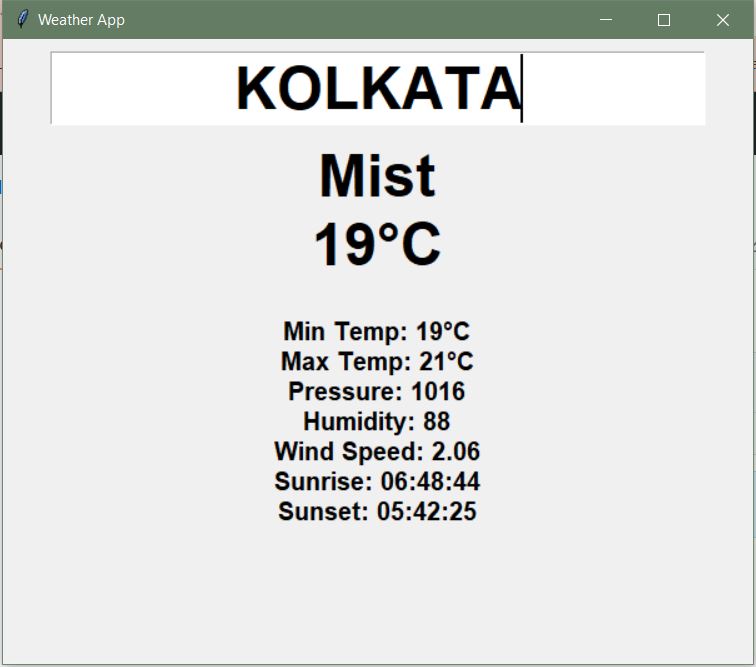 Weather App
KOLKATA
Mist
19°C
Min Temp: 19°C
Max Temp: 21°C
Pressure: 1016
Humidity: 88
Wind Speed: 2.06
Sunrise: 06:48:44
Sunset: 05:42:25